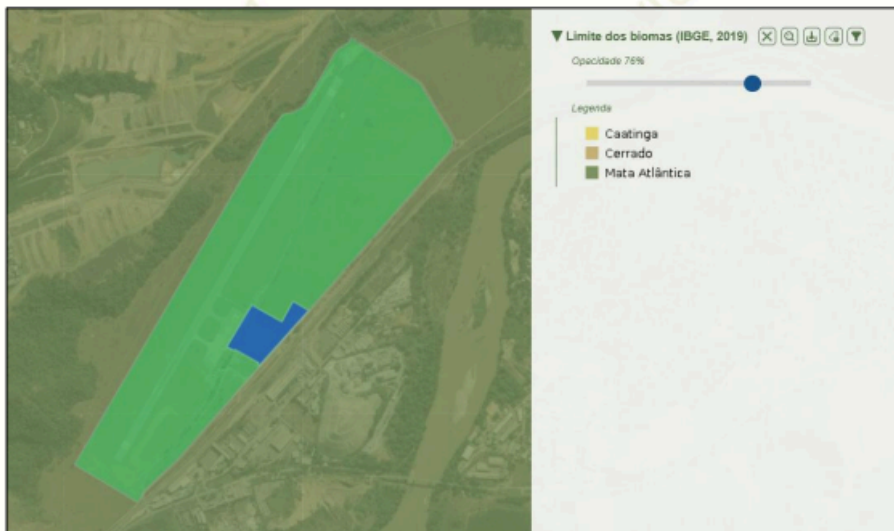 Limite dos biomas (IBGE, 2019)
Opacidade 76%
Legenda
Caatinga
Cerrado
Mata Atlântica